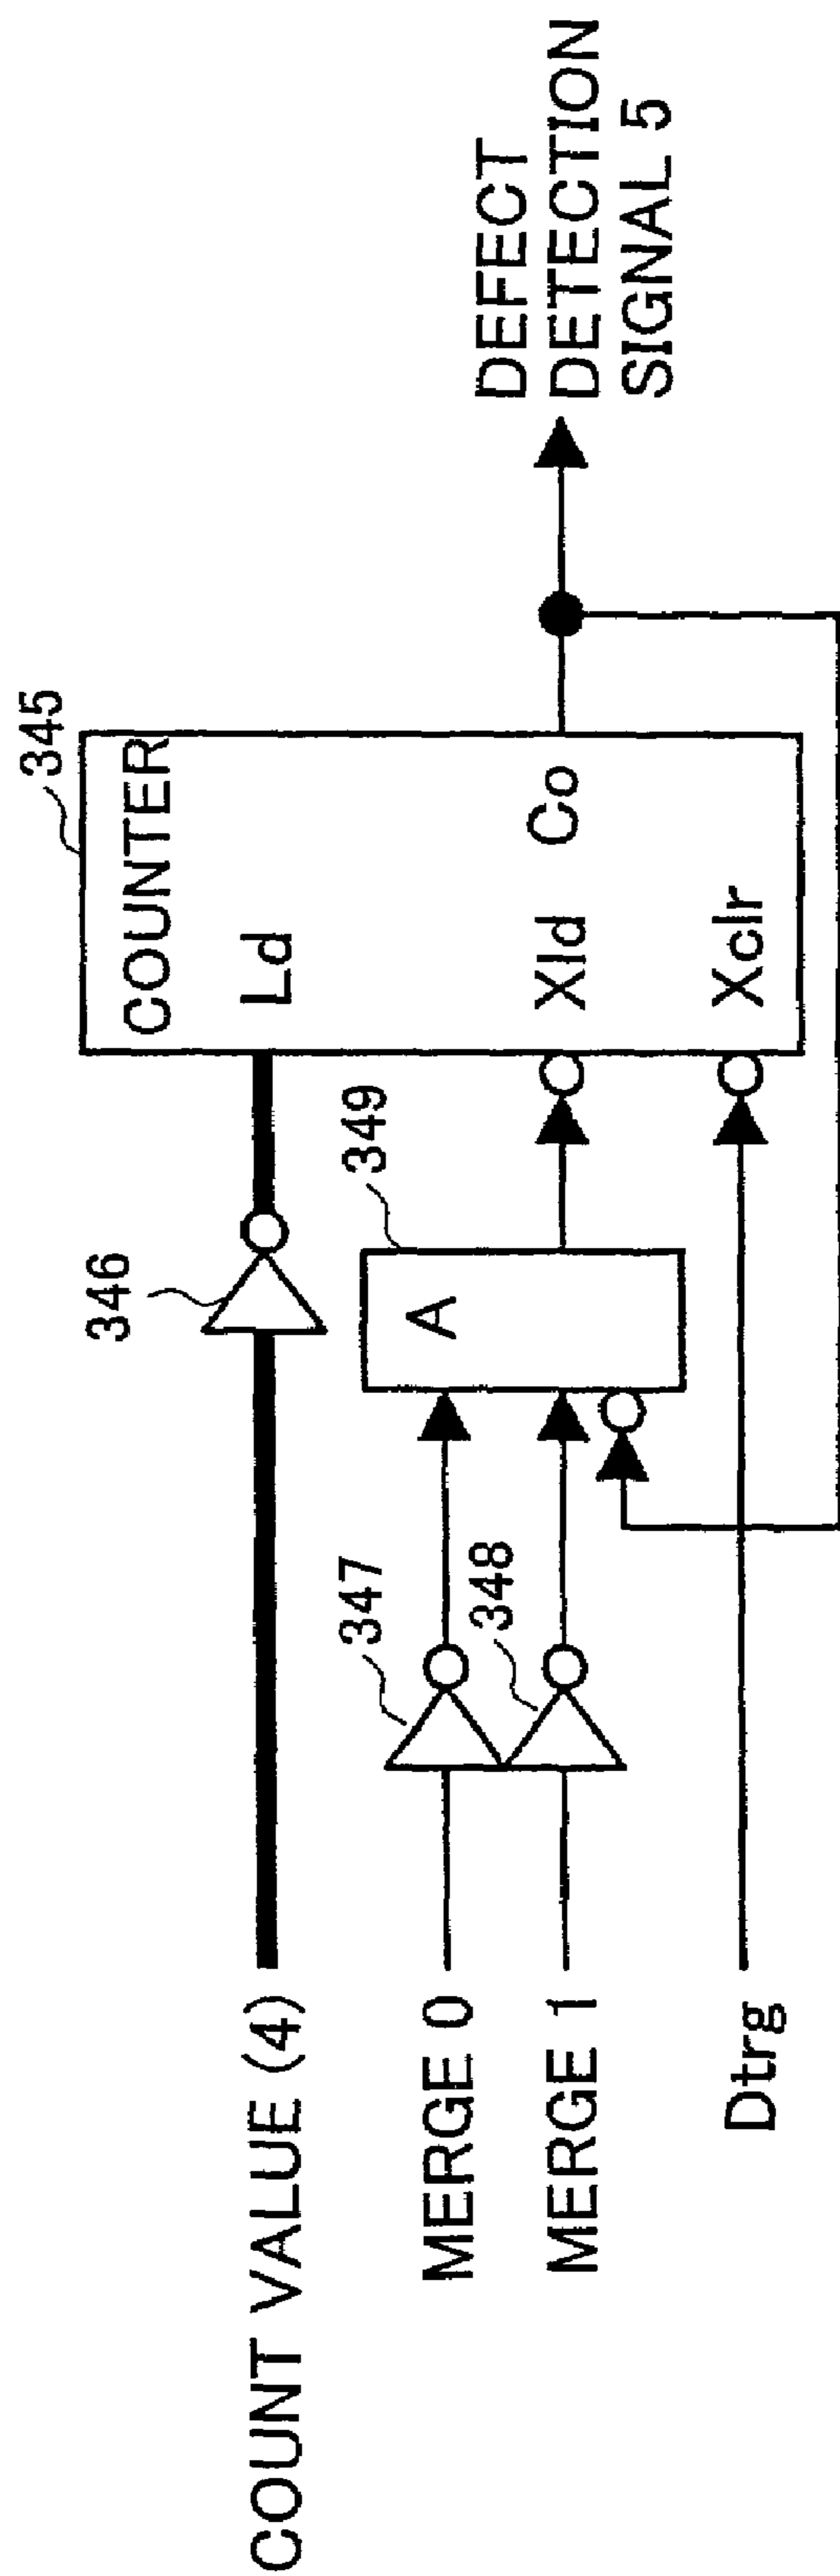 COUNT VALUE (4)
346
Ld
COUNTER
345
MERGE 0
347
A
349
MERGE 1
348
Xld
Co
Dtrg
Xclr
DEFECT
DETECTION
SIGNAL 5